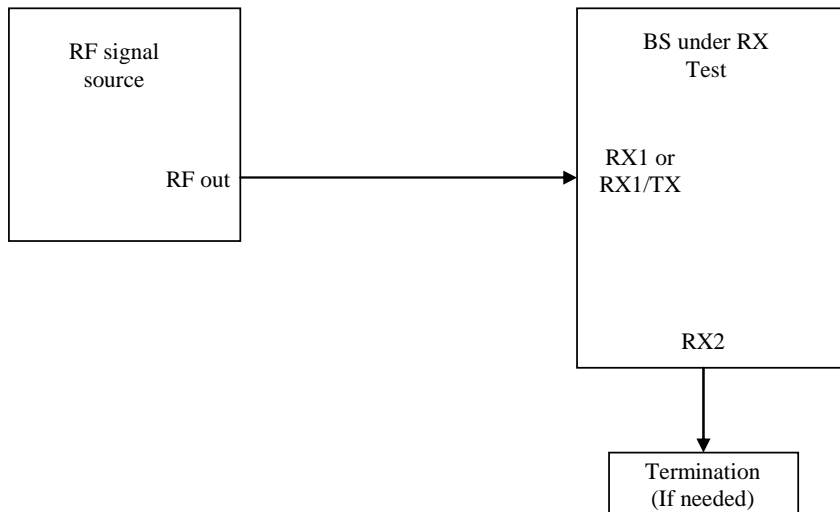 RF signal
source
RF out
BS under RX
Test
RX1 or
RX1/TX
RX2
Termination
(If needed)